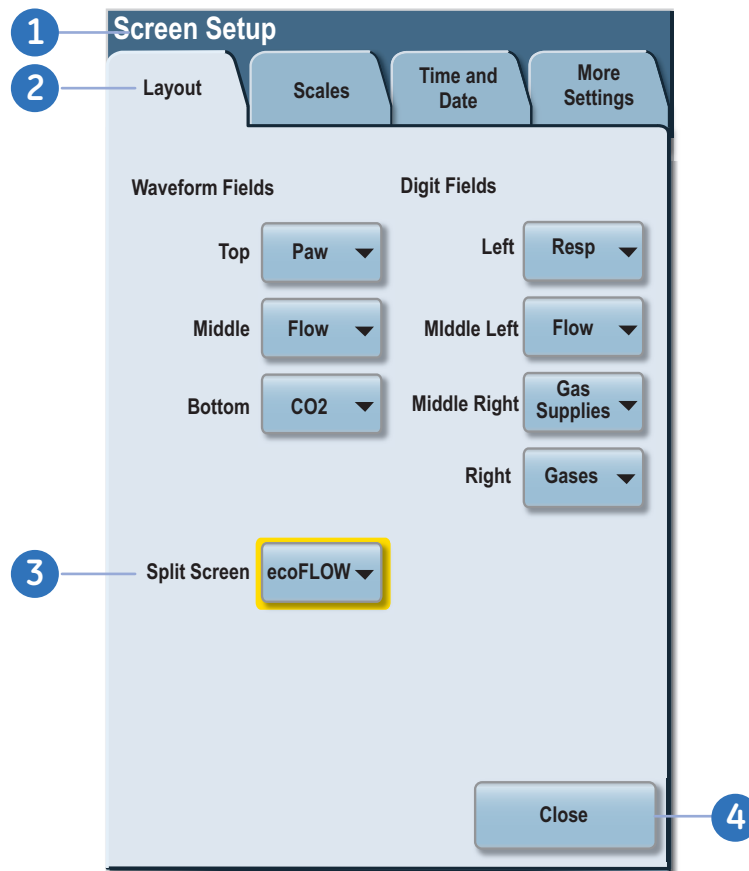 1
Screen Setup
2
Layout
Scales
Time and
Date
More
Settings
Waveform Fields
Digit Fields
Top
Paw
Left
Resp
Middle
Flow
MIddle Left
Flow
Bottom
CO2
Middle Right
Gas
Supplies
Right
Gases
3
Split Screen
ecoFLOW
Close
4